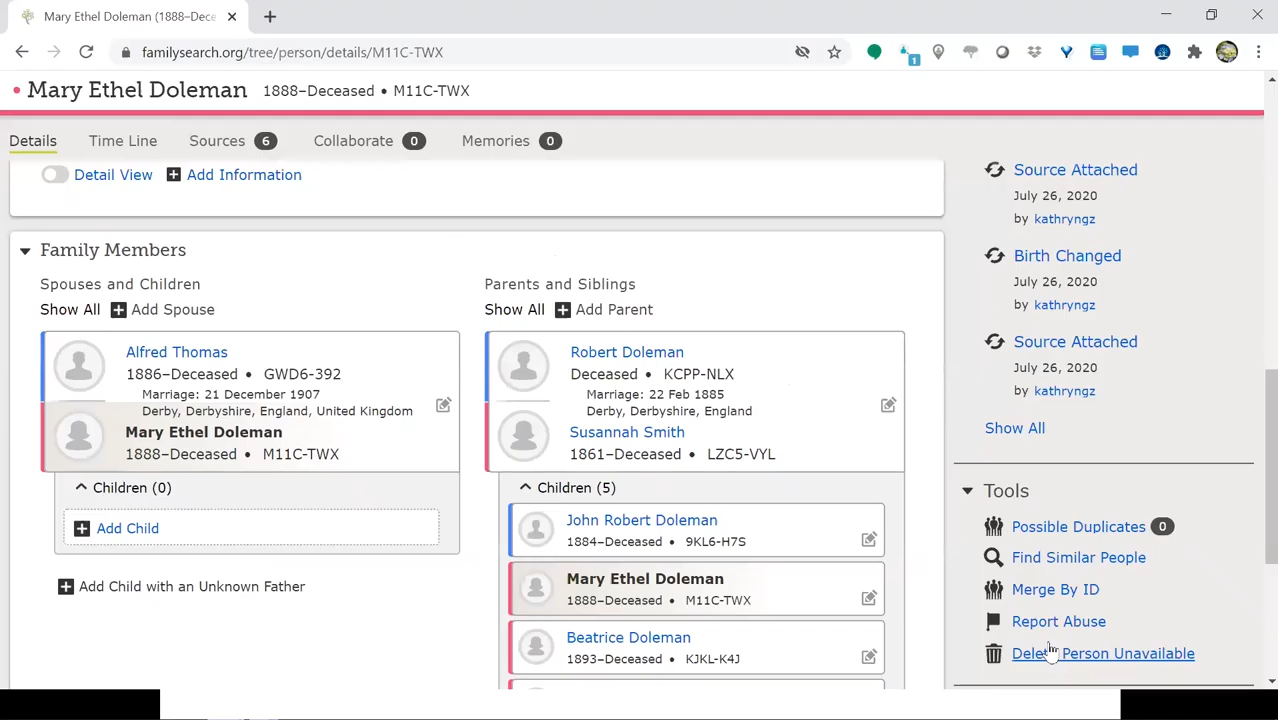 Mary Ethel Doleman (1888–Dece
familysearch.org/tree/person/details/M11C-TWX
1
Mary Ethel Doleman 1888–Deceased • M11C-TWX
Details Time Line Sources 6 Collaborate 0 Memories 0
Detail View Add Information
Family Members
Spouses and Children
Show All Add Spouse
Alfred Thomas
1886–Deceased • GWD6-392
Marriage: 21 December 1907
Derby, Derbyshire, England, United Kingdom
Mary Ethel Doleman
1888–Deceased • M11C-TWX
Children (0)
Add Child
Add Child with an Unknown Father
Parents and Siblings
Show All Add Parent
Robert Doleman
Deceased • KCPP-NLX
Marriage: 22 Feb 1885
Derby, Derbyshire, England
Susannah Smith
1861–Deceased • LZC5-VYL
Children (5)
John Robert Doleman
1884–Deceased • 9KL6-H7S
Mary Ethel Doleman
1888–Deceased • M11C-TWX
Beatrice Doleman
1893–Deceased • KJKL-K4J
Source Attached
July 26, 2020
by kathryngz
Birth Changed
July 26, 2020
by kathryngz
Source Attached
July 26, 2020
by kathryngz
Show All
Tools
Possible Duplicates 0
Find Similar People
Merge By ID
Report Abuse
Delete Person Unavailable